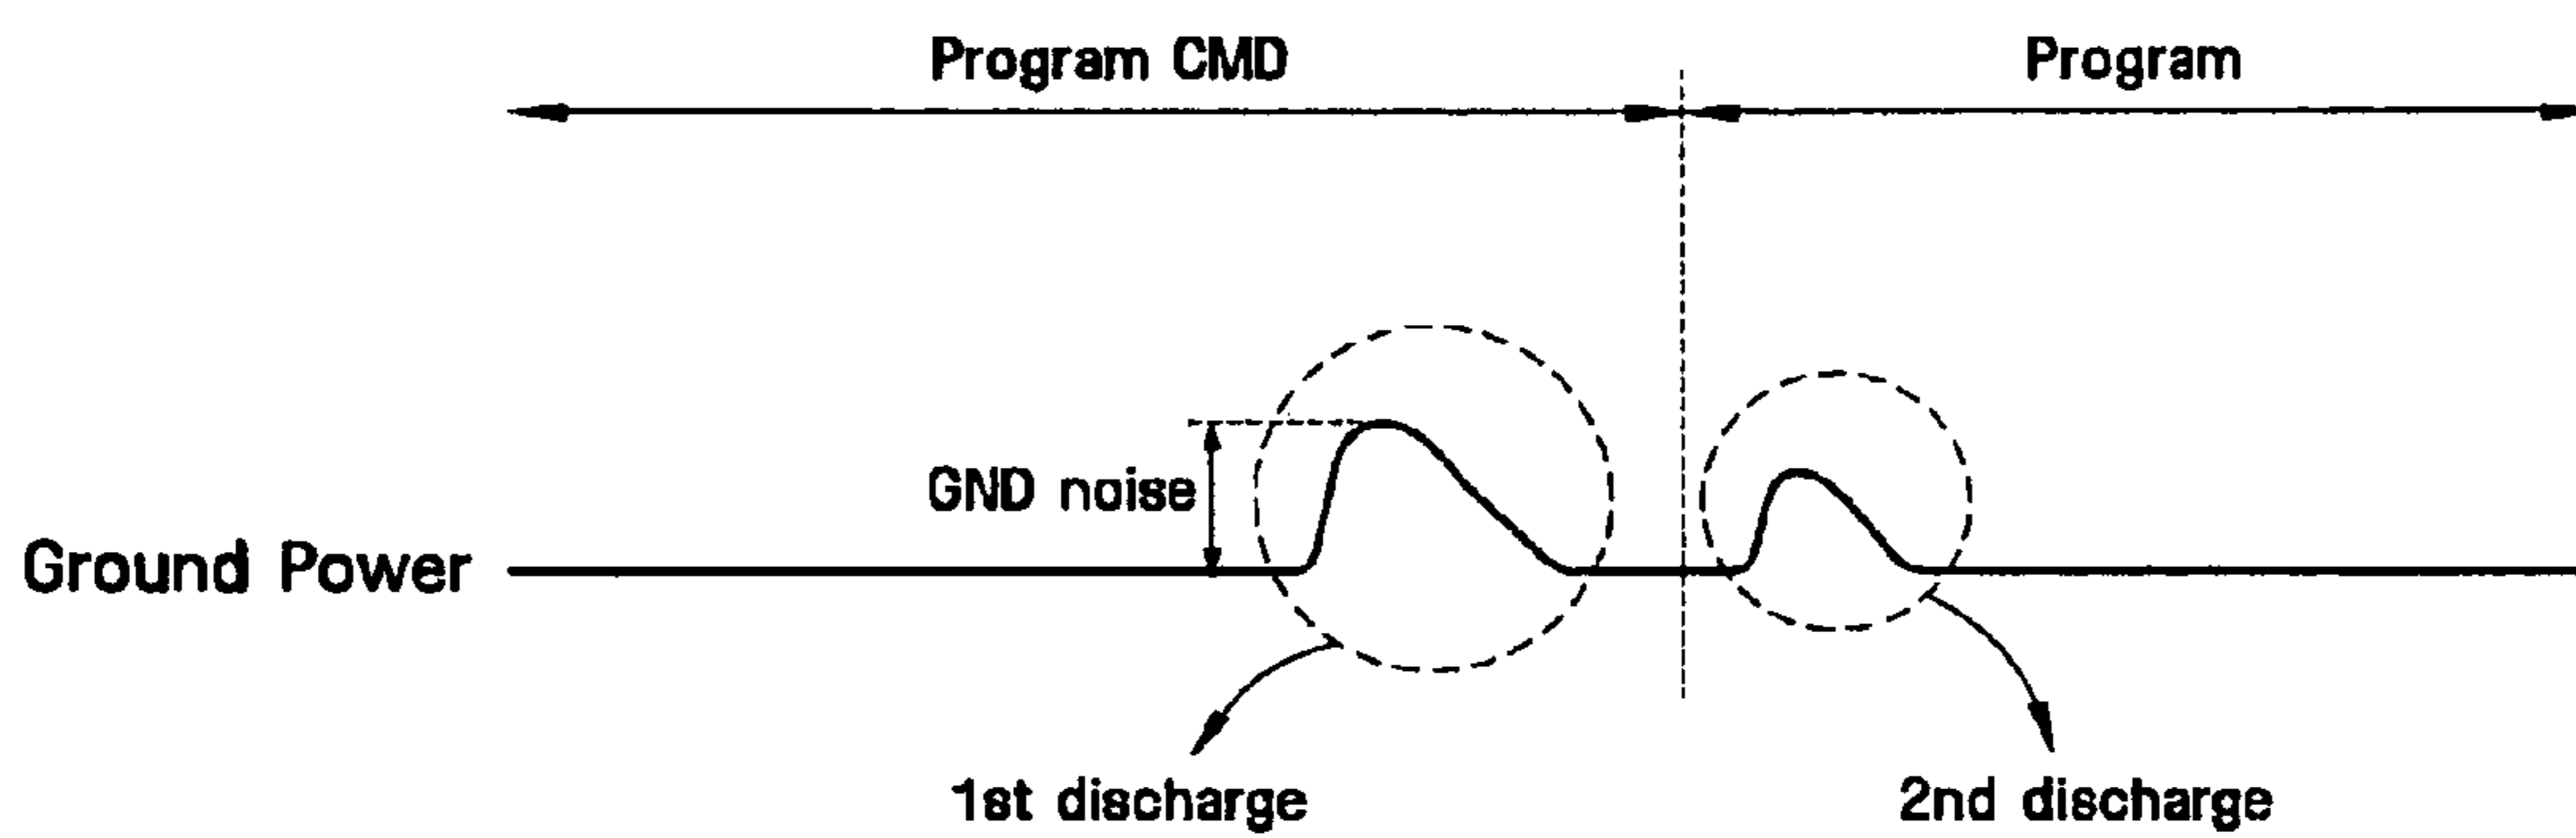 Program CMD
Program
GND noise
Ground Power
1st discharge
2nd discharge